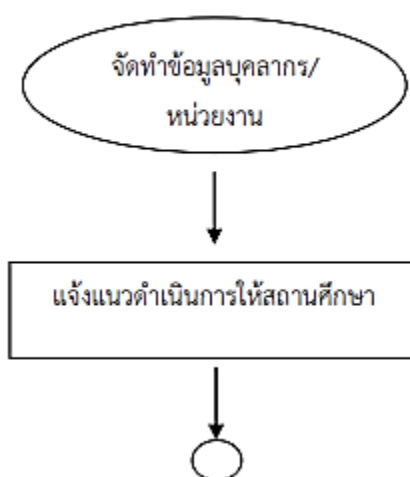 จัดทำข้อมูลบุคลากร/
หน่วยงาน
แจ้งแนวดำเนินการให้สถานศึกษา